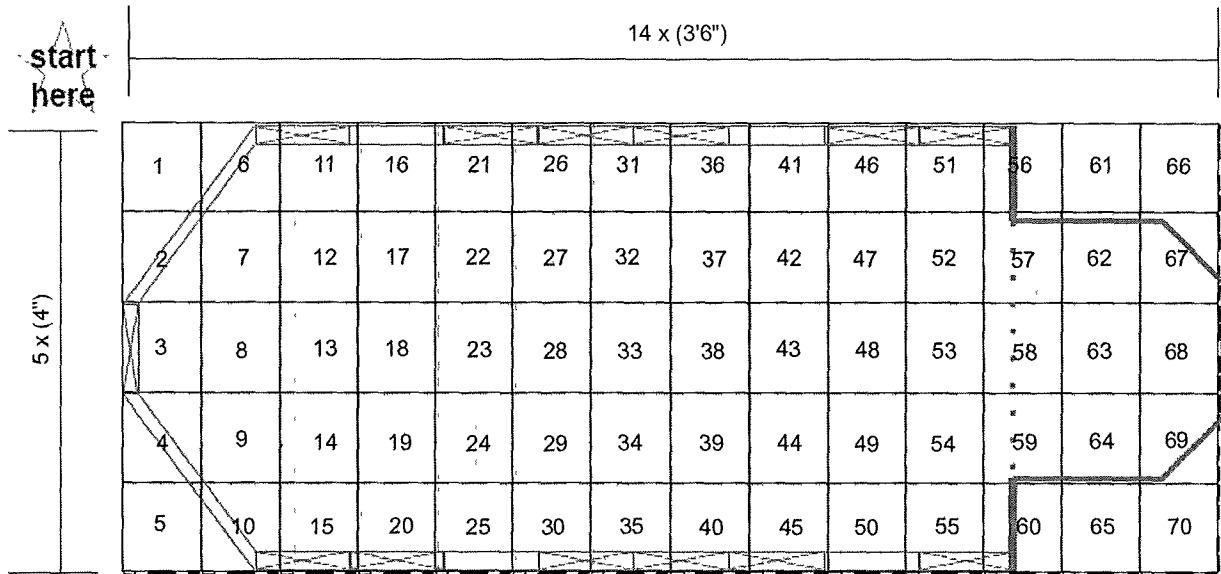 14 x (3'6")
start
here
5 x (4")
1 6 11 16 21 26 31 36 41 46 51 56 61 66
2 7 12 17 22 27 32 37 42 47 52 57 62 67
3 8 13 18 23 28 33 38 43 48 53 58 63 68
4 9 14 19 24 29 34 39 44 49 54 59 64 69
5 10 15 20 25 30 35 40 45 50 55 60 65 70